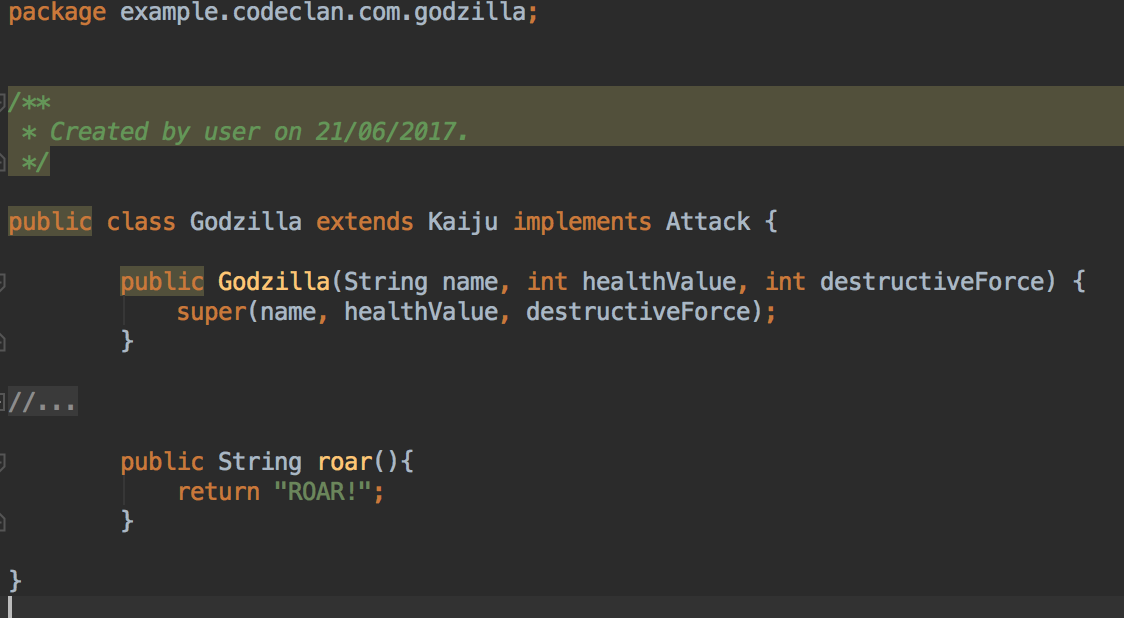 package example.codeclan.com.godzilla;
/**
 * Created by user on 21/06/2017.
 */
public class Godzilla extends Kaiju implements Attack {
        public Godzilla(String name, int healthValue, int destructiveForce) {
            super(name, healthValue, destructiveForce);
        }
//...
        public String roar(){
            return "ROAR!";
        }
}